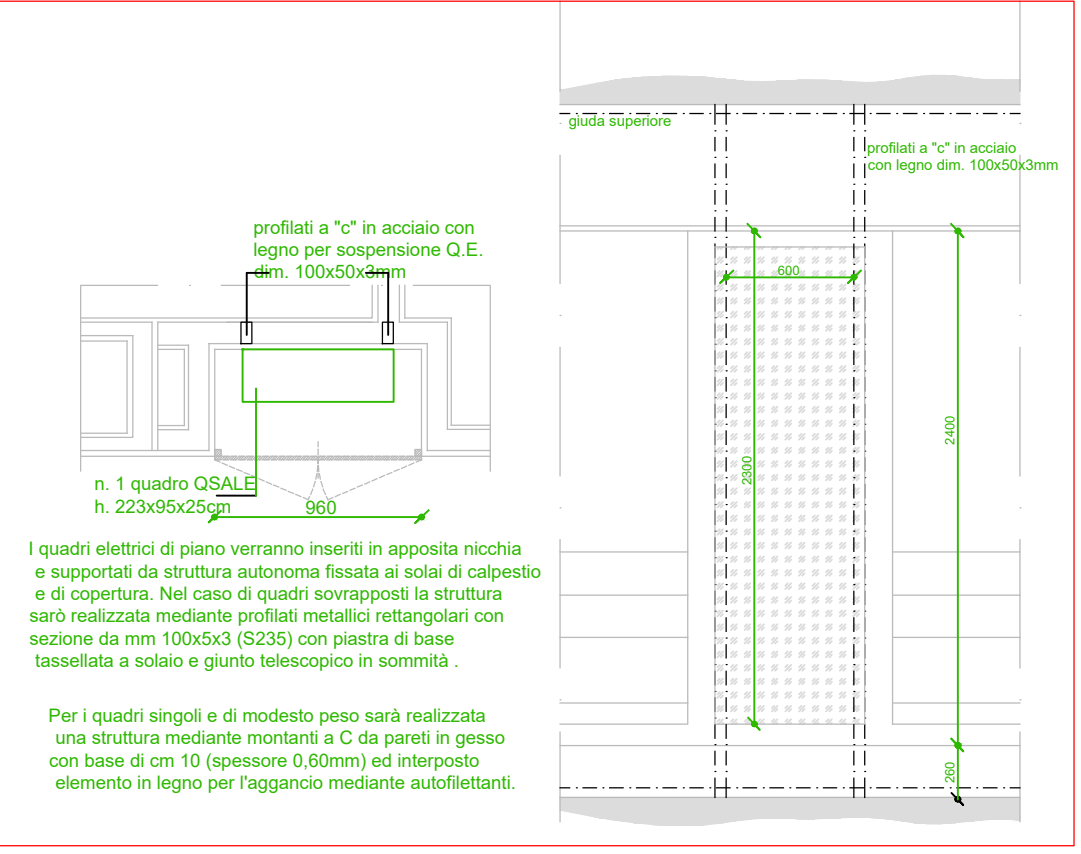 giuda superiore
profilati a "c" in acciaio
con legno dim. 100x50x3mm
profilati a "c" in acciaio con
legno per sospensione Q.E.
dim. 100x50x3mm
600
2400
2300
260
n. 1 quadro QSALE
h. 223x95x25cm
960
I quadri elettrici di piano verranno inseriti in apposita nicchia
e supportati da struttura autonoma fissata ai solai di calpestio
e di copertura. Nel caso di quadri sovrapposti la struttura
sarò realizzata mediante profilati metallici rettangolari con
sezione da mm 100x5x3 (S235) con piastra di base
tassellata a solaio e giunto telescopico in sommità .
Per i quadri singoli e di modesto peso sarà realizzata
una struttura mediante montanti a C da pareti in gesso
con base di cm 10 (spessore 0,60mm) ed interposto
elemento in legno per l'aggancio mediante autofilettanti.